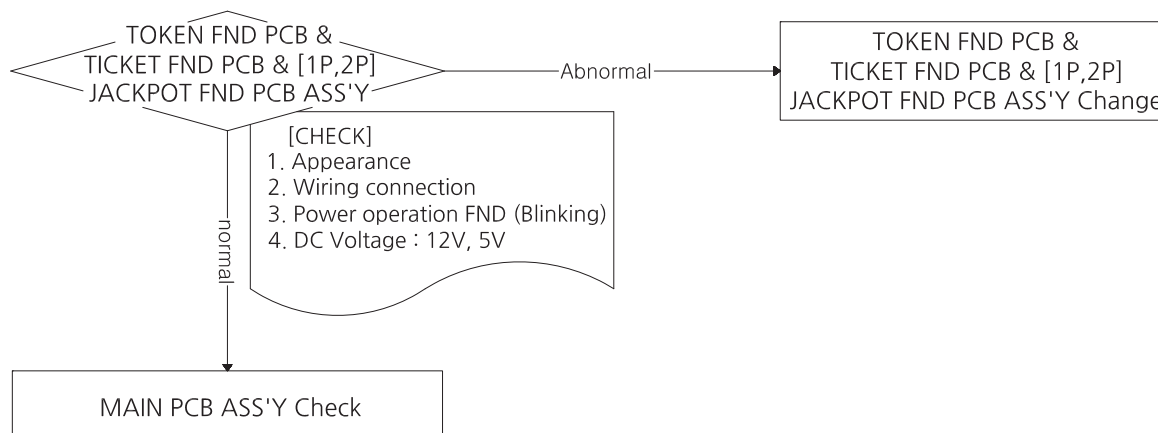 TOKEN FND PCB &
TICKET FND PCB & [1P,2P]
JACKPOT FND PCB ASS'Y
Abnormal
TOKEN FND PCB &
TICKET FND PCB & [1P,2P]
JACKPOT FND PCB ASS'Y Change
[CHECK]
1. Appearance
2. Wiring connection
3. Power operation FND (Blinking)
4. DC Voltage : 12V, 5V
normal
MAIN PCB ASS'Y Check